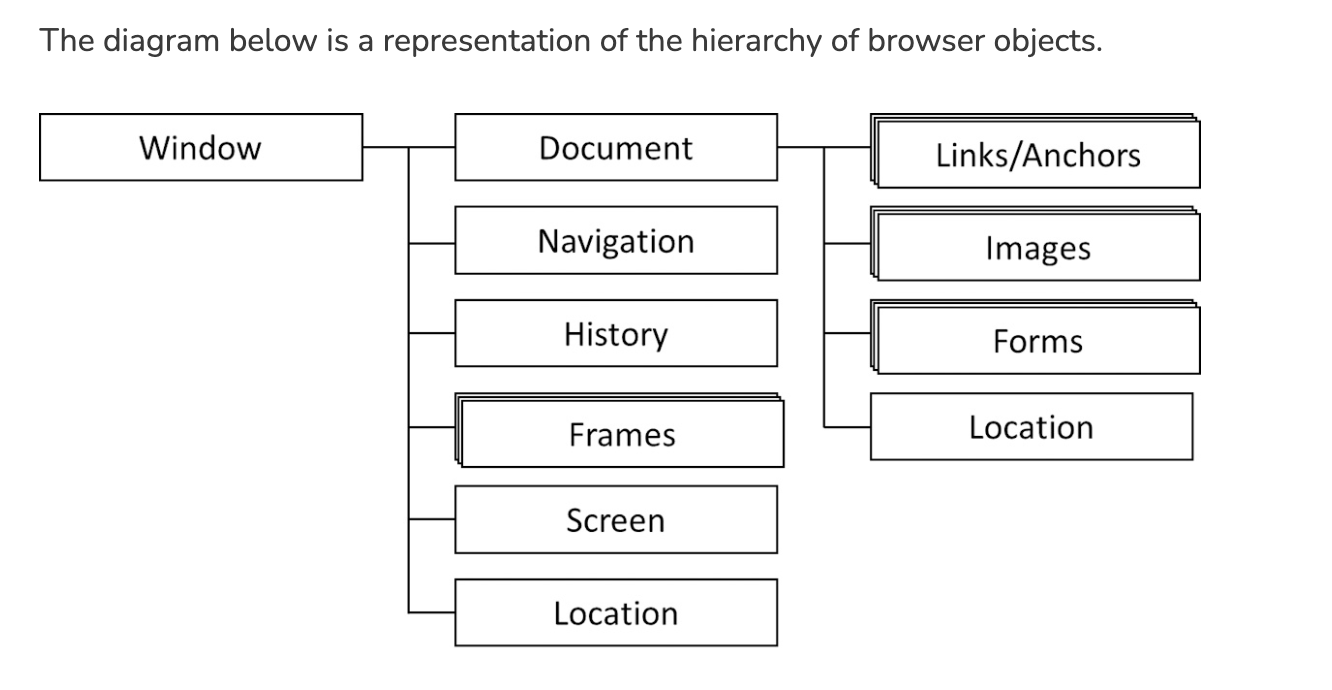 The diagram below is a representation of the hierarchy of browser objects.
Window
Document
Links/Anchors
Navigation
Images
History
Forms
Frames
Location
Screen
Location